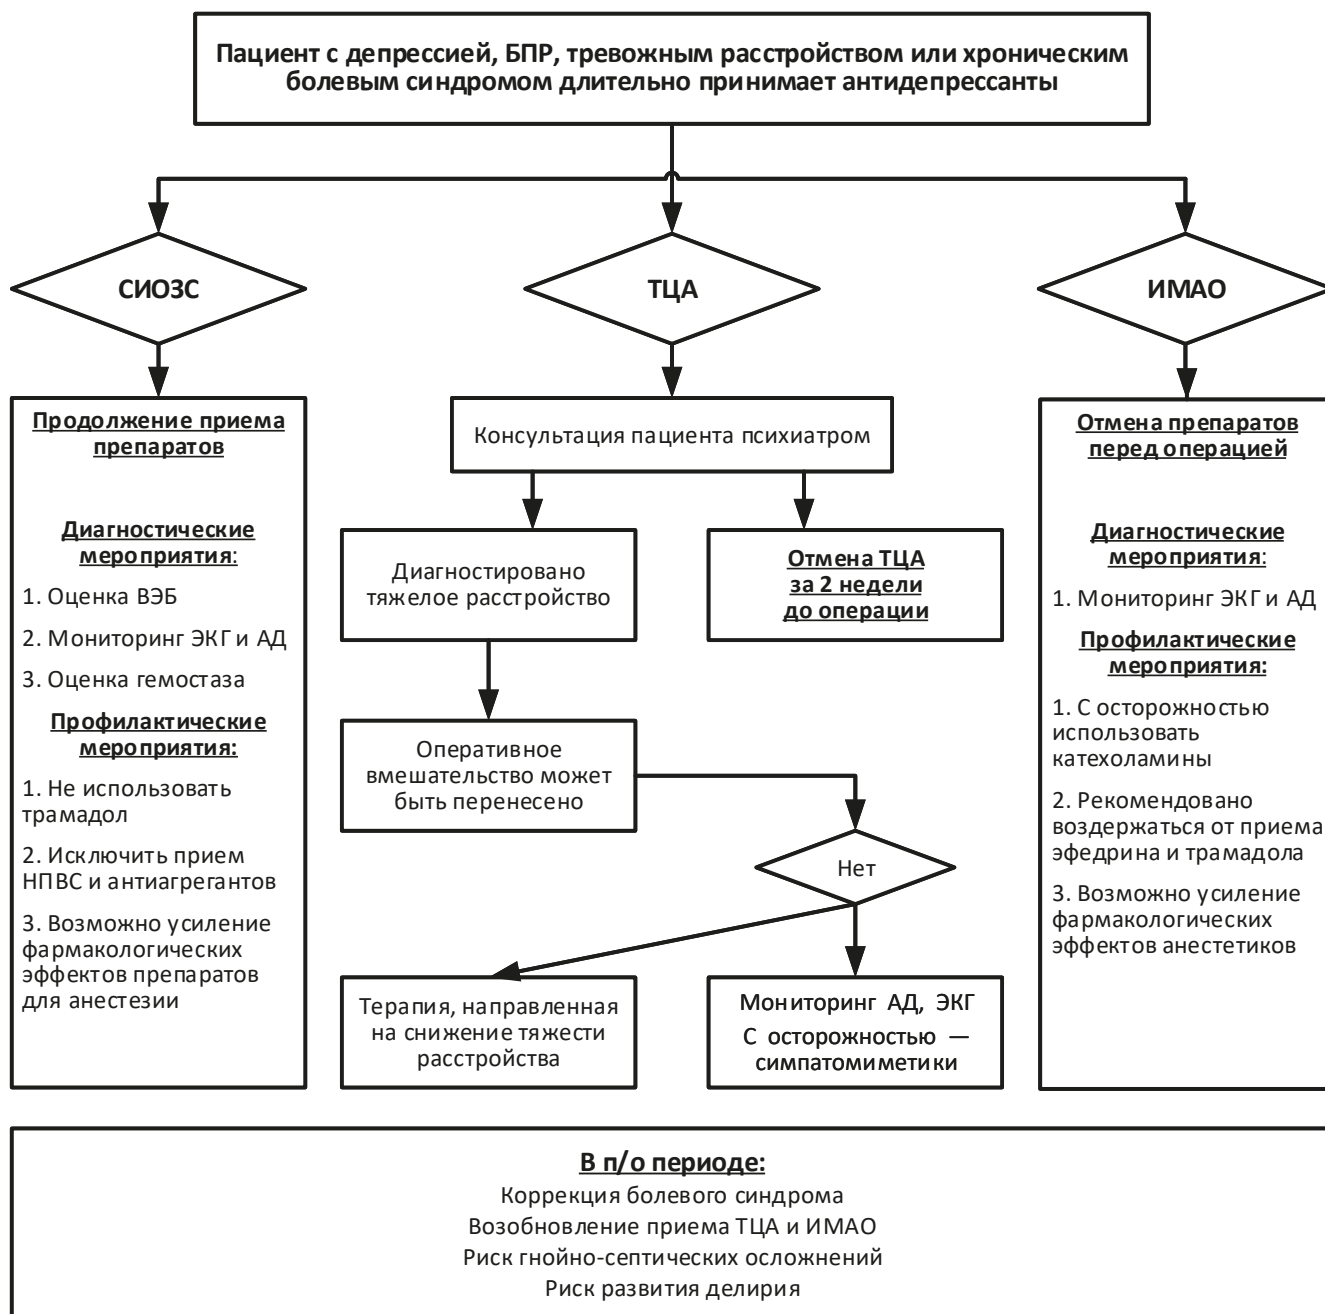 Пациент с депрессией, БПР, тревожным расстройством или хроническим
болевым синдромом длительно принимает антидепрессанты
СИОЗС
ТЦА
ИМАО
Продолжение приема
препаратов
Диагностические
мероприятия:
1. Оценка ВЭБ
2. Мониторинг ЭКГ и АД
3. Оценка гемостаза
Профилактические
мероприятия:
1. Не использовать
трамадол
2. Исключить прием
НПВС и антиагрегантов
3. Возможно усиление
фармакологических
эффектов препаратов
для анестезии
Консультация пациента психиатром
Диагностировано
тяжелое расстройство
Отмена ТЦА
за 2 недели
до операции
Оперативное
вмешательство может
быть перенесено
Нет
Терапия, направленная
на снижение тяжести
расстройства
Мониторинг АД, ЭКГ
С осторожностью —
симпатомиметики
Отмена препаратов
перед операцией
Диагностические
мероприятия:
1. Мониторинг ЭКГ и АД
Профилактические
мероприятия:
1. С осторожностью
использовать
катехоламины
2. Рекомендовано
воздержаться от приема
эфедрина и трамадола
3. Возможно усиление
фармакологических
эффектов анестетиков
В п/о периоде:
Коррекция болевого синдрома
Возобновление приема ТЦА и ИМАО
Риск гнойно-септических осложнений
Риск развития делирия